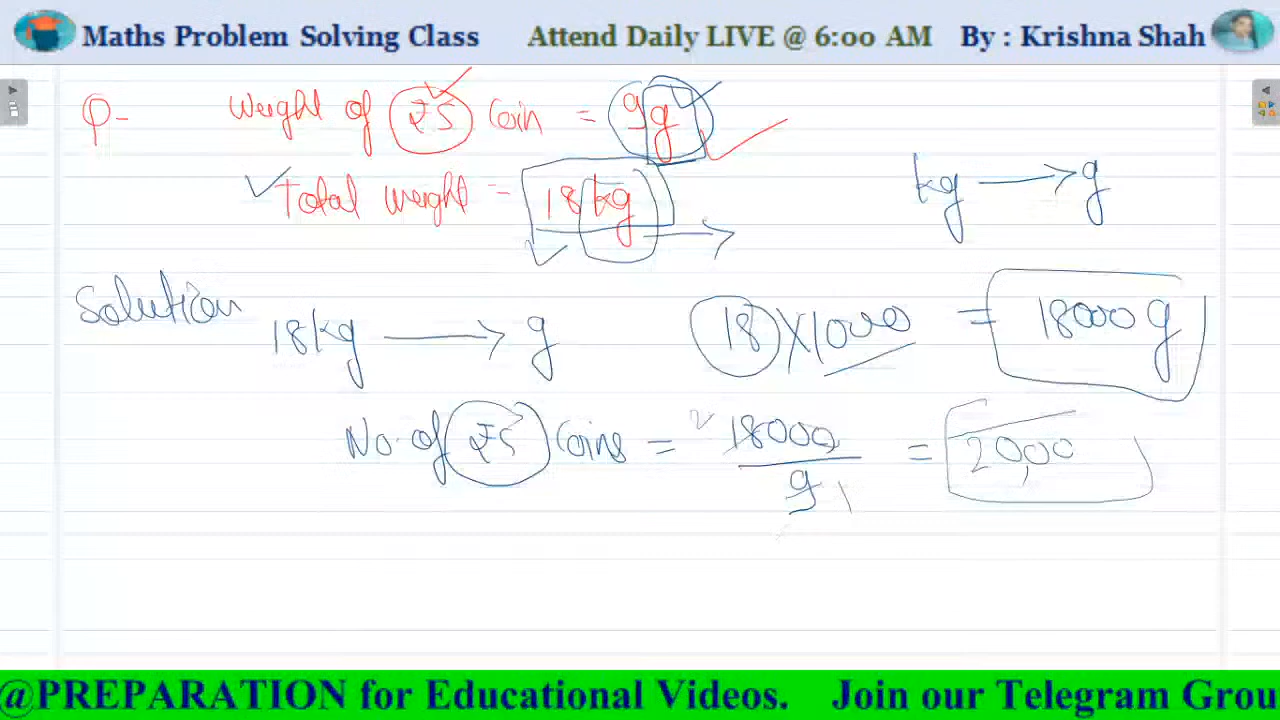 Maths Problem Solving Class Attend Daily LIVE @ 6:00 AM By : Krishna Shah
Q- Weight of ₹5 Coin = 9g
Total weight = 18kg
kg → g
Solution
18kg → g 18 X 1000 = 18000 g
No. of ₹5 Coins = 18000 / 9 = 2000
@PREPARATION for Educational Videos. Join our Telegram Grou